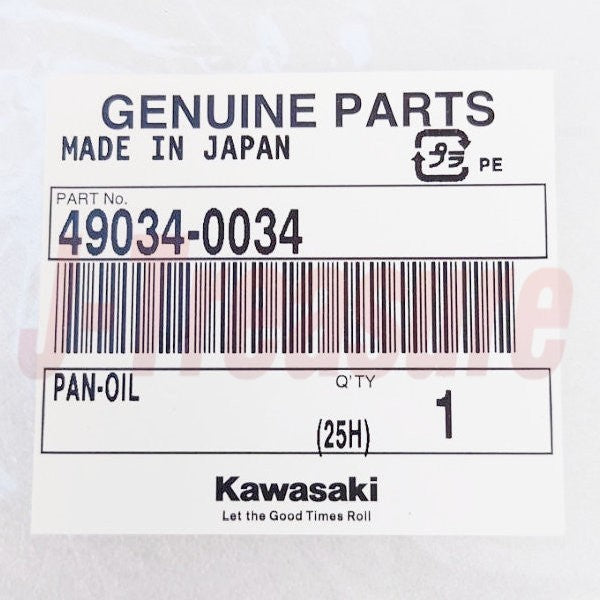 GENUINE PARTS
MADE IN JAPAN
プラ PE
PART No.
49034-0034
J-Treasure
PAN-OIL
Q'TY
1
(25H)
Kawasaki
Let the Good Times Roll